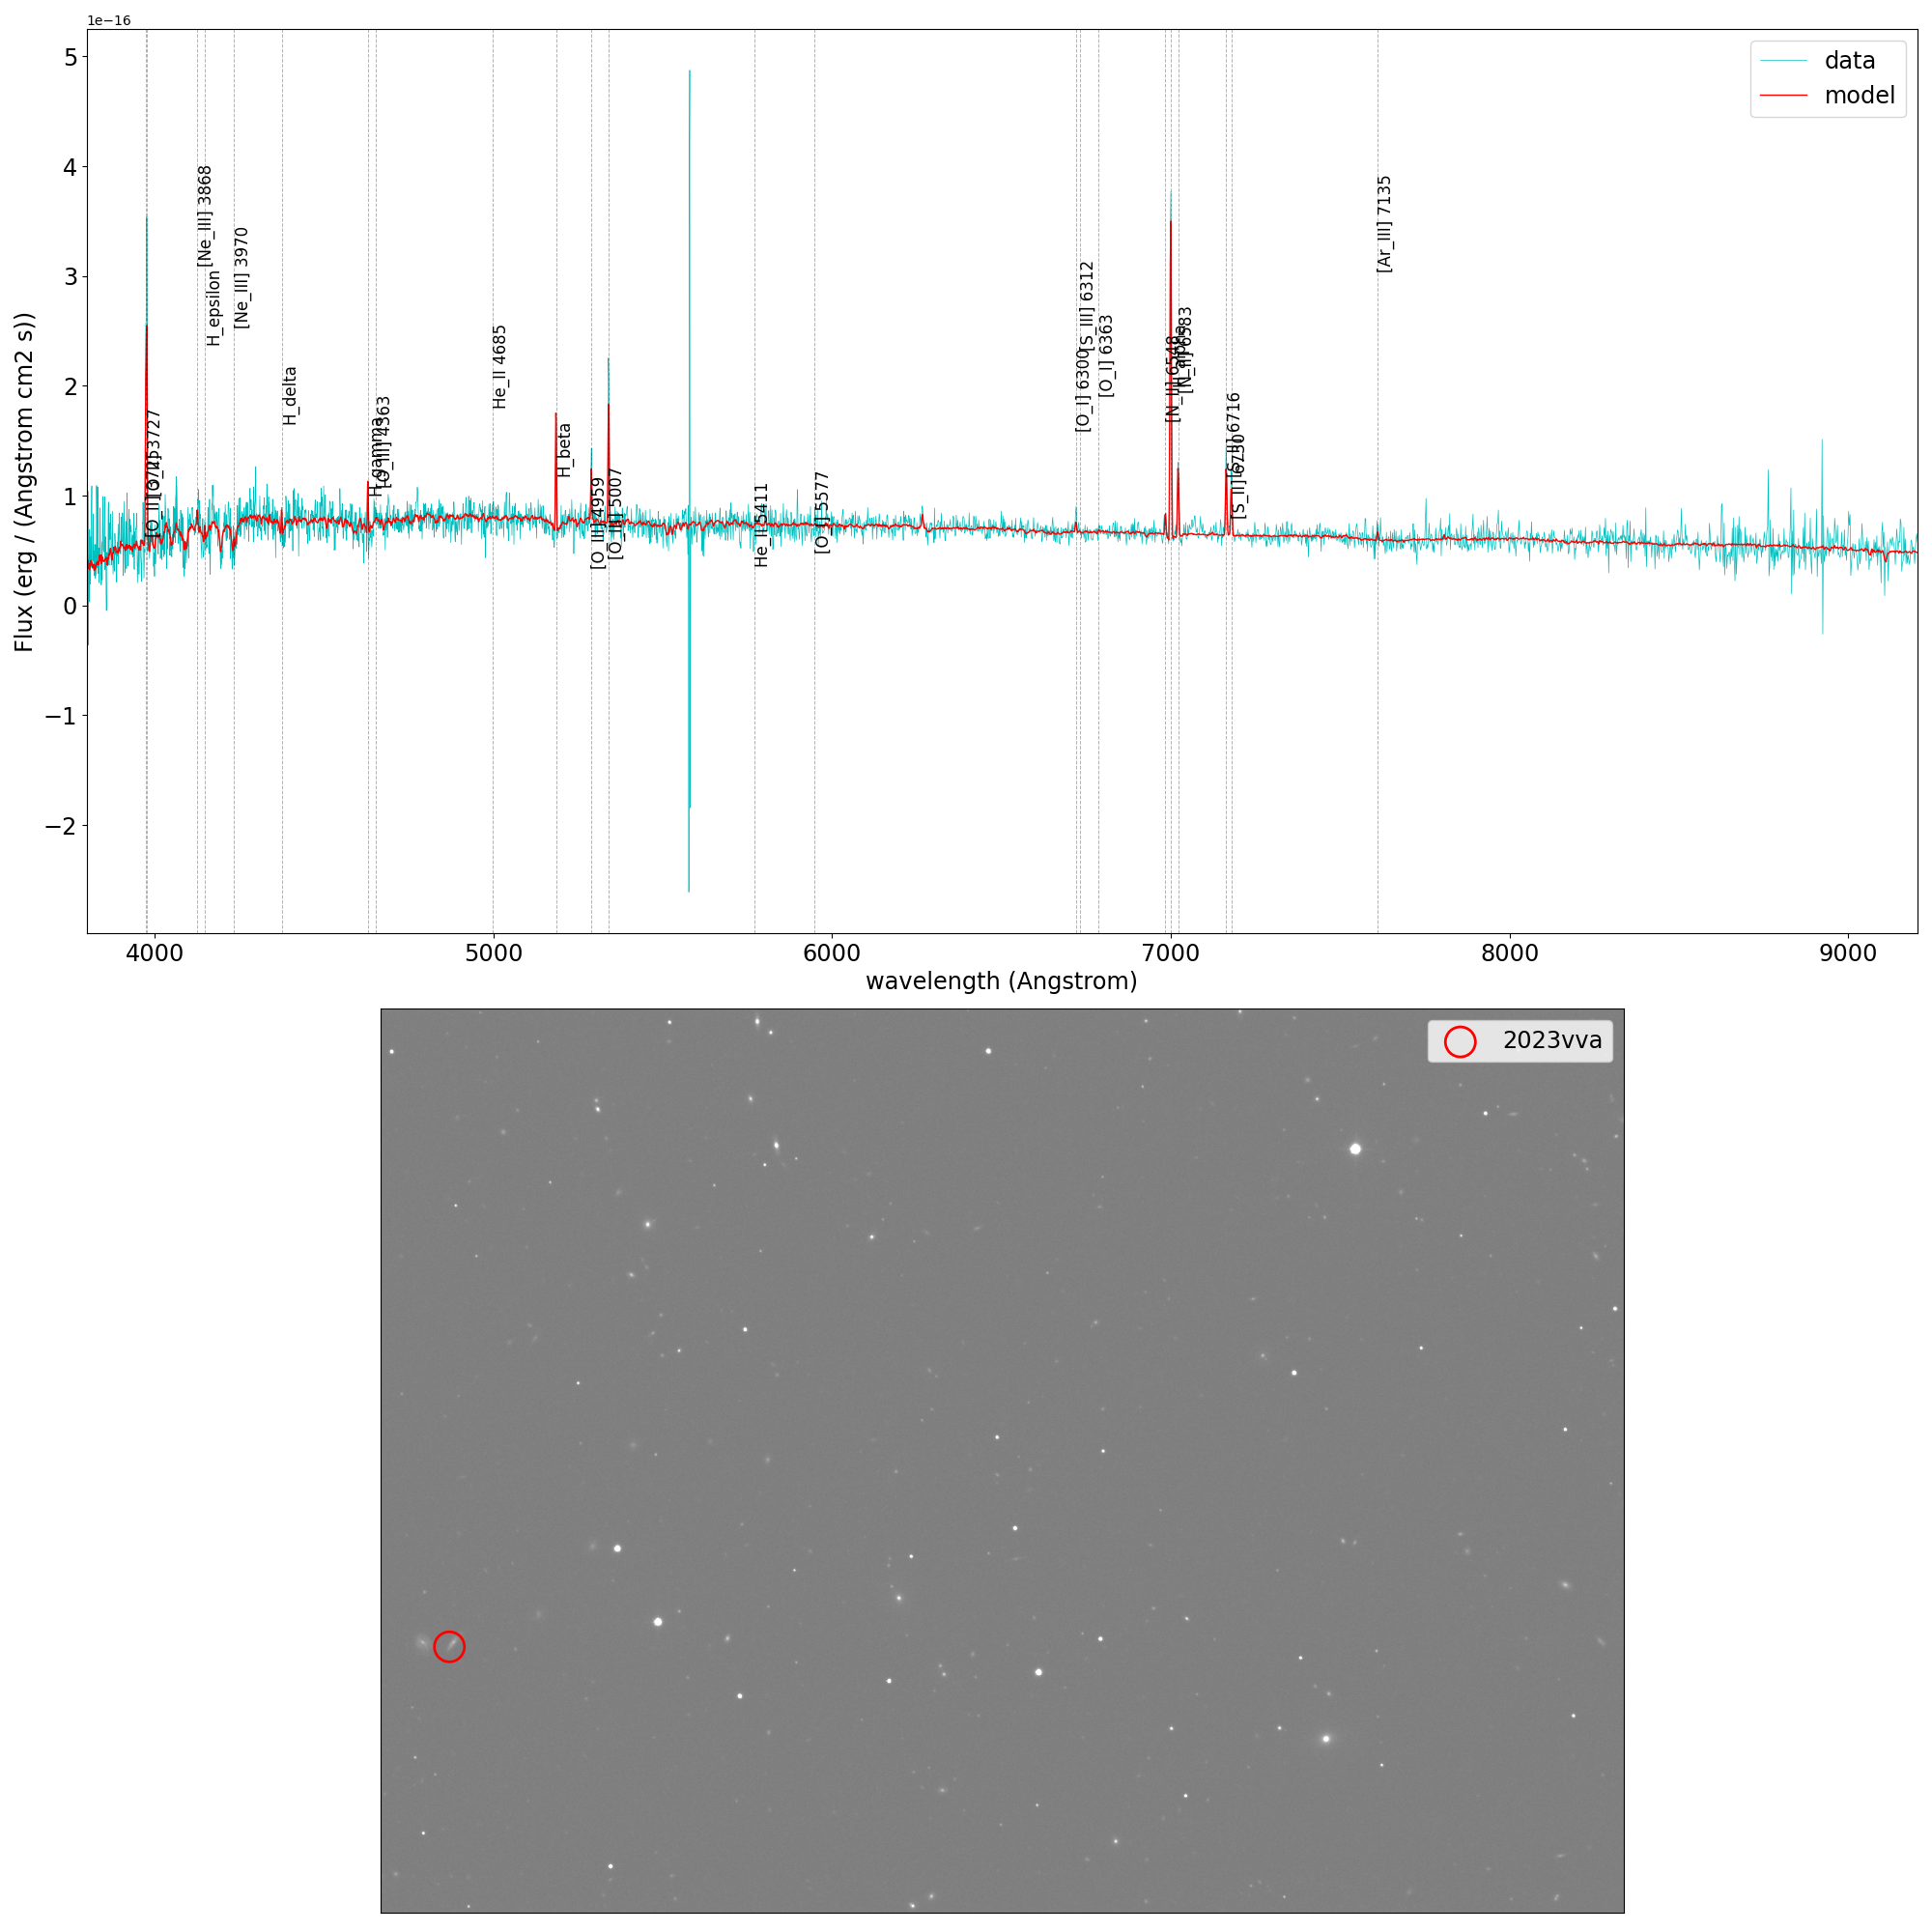 1e−16
data
model
Flux (erg / (Angstrom cm2 s))
5
4
3
2
1
0
−1
−2
[Ne_III] 3868
H_epsilon
[Ne_III] 3970
H_delta
H_gamma
[O_III] 4363
He_II 4685
H_beta
[O_III] 4959
[O_III] 5007
He_II 5411
[O_I] 5577
[O_I] 6300
[S_III] 6312
[O_I] 6363
[N_II] 6548
[N_II] 6583
[S_II] 6716
[S_II] 6730
[Ar_III] 7135
4000
5000
6000
7000
8000
9000
wavelength (Angstrom)
2023vva